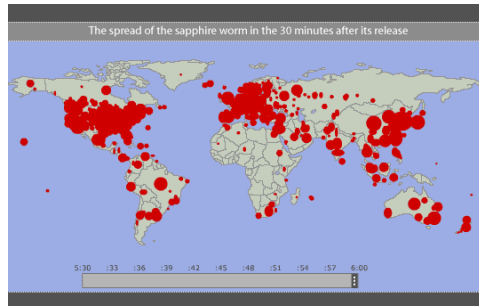 The spread of the sapphire worm in the 30 minutes after its release
5:30 :33 :36 :39 :42 :45 :48 :51 :54 :57 6:00